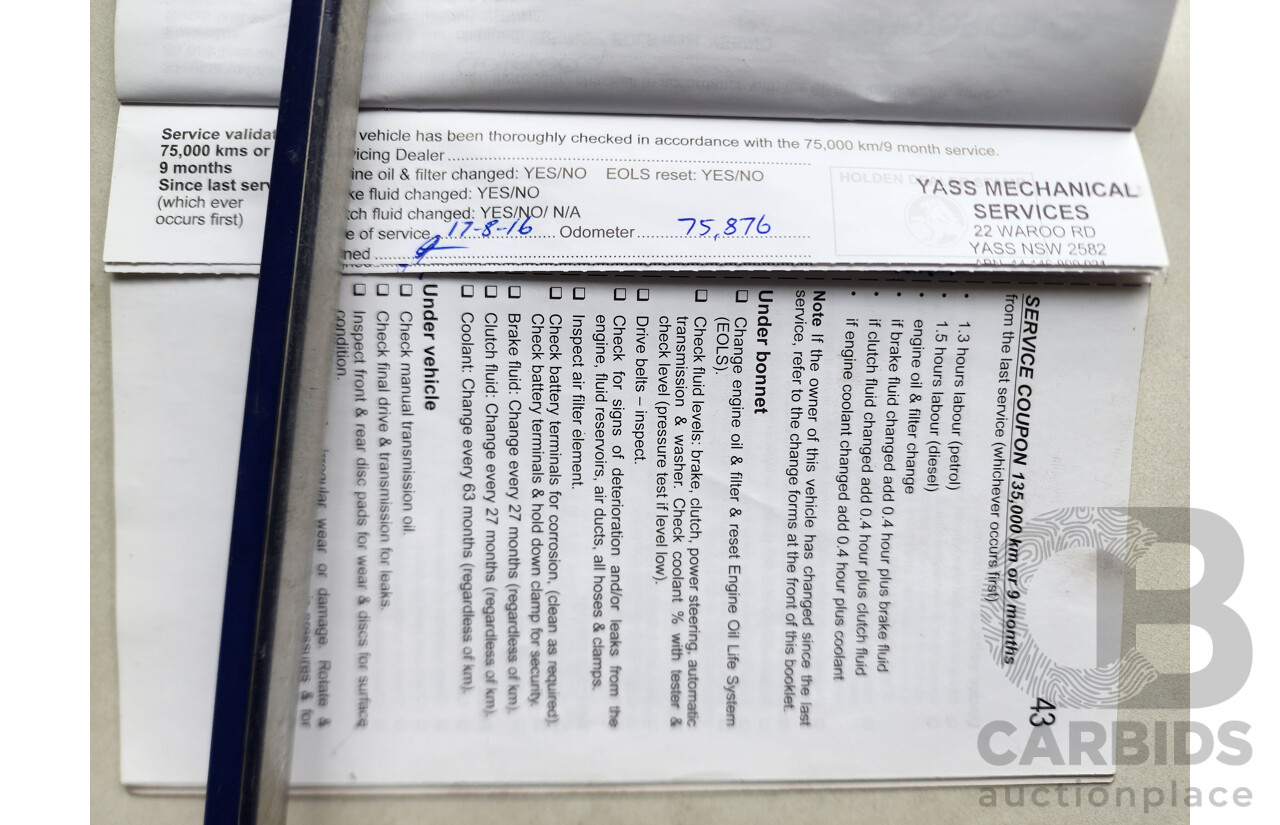 Service validat
75,000 kms or
9 months
Since last serv
(which ever
occurs first)
vehicle has been thoroughly checked in accordance with the 75,000 km/9 month service.
icing Dealer
ine oil & filter changed: YES/NO EOLS reset: YES/NO
ke fluid changed: YES/NO
tch fluid changed: YES/NO/ N/A
e of service 17-8-16 Odometer 75,876
ned
HOLDEN
YASS MECHANICAL
SERVICES
22 WAROO RD
YASS NSW 2582
SERVICE COUPON 135,000 km or 9 months
43
from the last service (whichever occurs first)
• 1.3 hours labour (petrol)
• 1.5 hours labour (diesel)
engine oil & filter change
• if brake fluid changed add 0.4 hour plus brake fluid
• if clutch fluid changed add 0.4 hour plus clutch fluid
• if engine coolant changed add 0.4 hour plus coolant
Note If the owner of this vehicle has changed since the last
service, refer to the change forms at the front of this booklet.
Under bonnet
❑ Change engine oil & filter & reset Engine Oil Life System
(EOLS).
❑ Check fluid levels: brake, clutch, power steering, automatic
transmission & washer. Check coolant % with tester &
check level (pressure test if level low).
❑ Drive belts – inspect.
❑ Check for signs of deterioration and/or leaks from the
engine, fluid reservoirs, air ducts, all hoses & clamps.
❑ Inspect air filter element.
❑ Check battery terminals for corrosion, (clean as required).
Check battery terminals & hold down clamp for security.
❑ Brake fluid: Change every 27 months (regardless of km).
❑ Clutch fluid: Change every 27 months (regardless of km).
❑ Coolant: Change every 63 months (regardless of km).
Under vehicle
❑ Check manual transmission oil.
❑ Check final drive & transmission for leaks.
❑ Inspect front & rear disc pads for wear & discs for surface
condition.
irregular wear or damage. Rotate &
pressures & for
CARBIDS
auctionplace